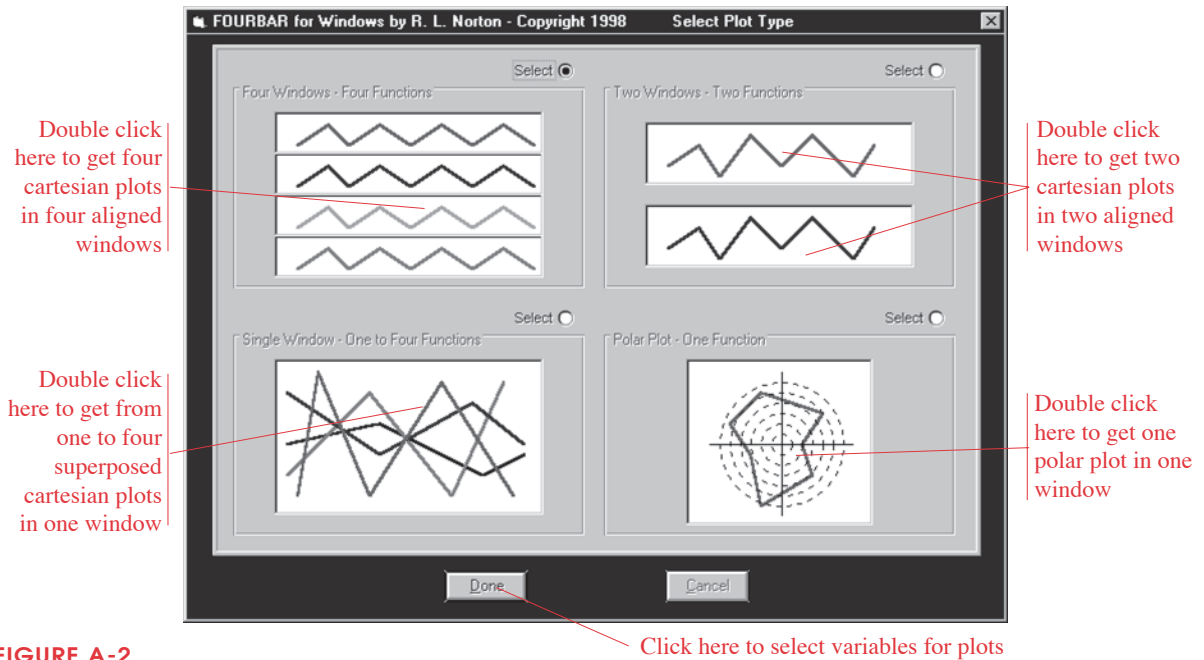 FOURBAR for Windows by R. L. Norton - Copyright 1998 Select Plot Type
Select
Select
Four Windows - Four Functions
Two Windows - Two Functions
Double click
here to get four
cartesian plots
in four aligned
windows
Double click
here to get two
cartesian plots
in two aligned
windows
Select
Select
Single Window - One to Four Functions
Polar Plot - One Function
Double click
here to get from
one to four
superposed
cartesian plots
in one window
Double click
here to get one
polar plot in one
window
Done
Cancel
Click here to select variables for plots
FIGURE A-2